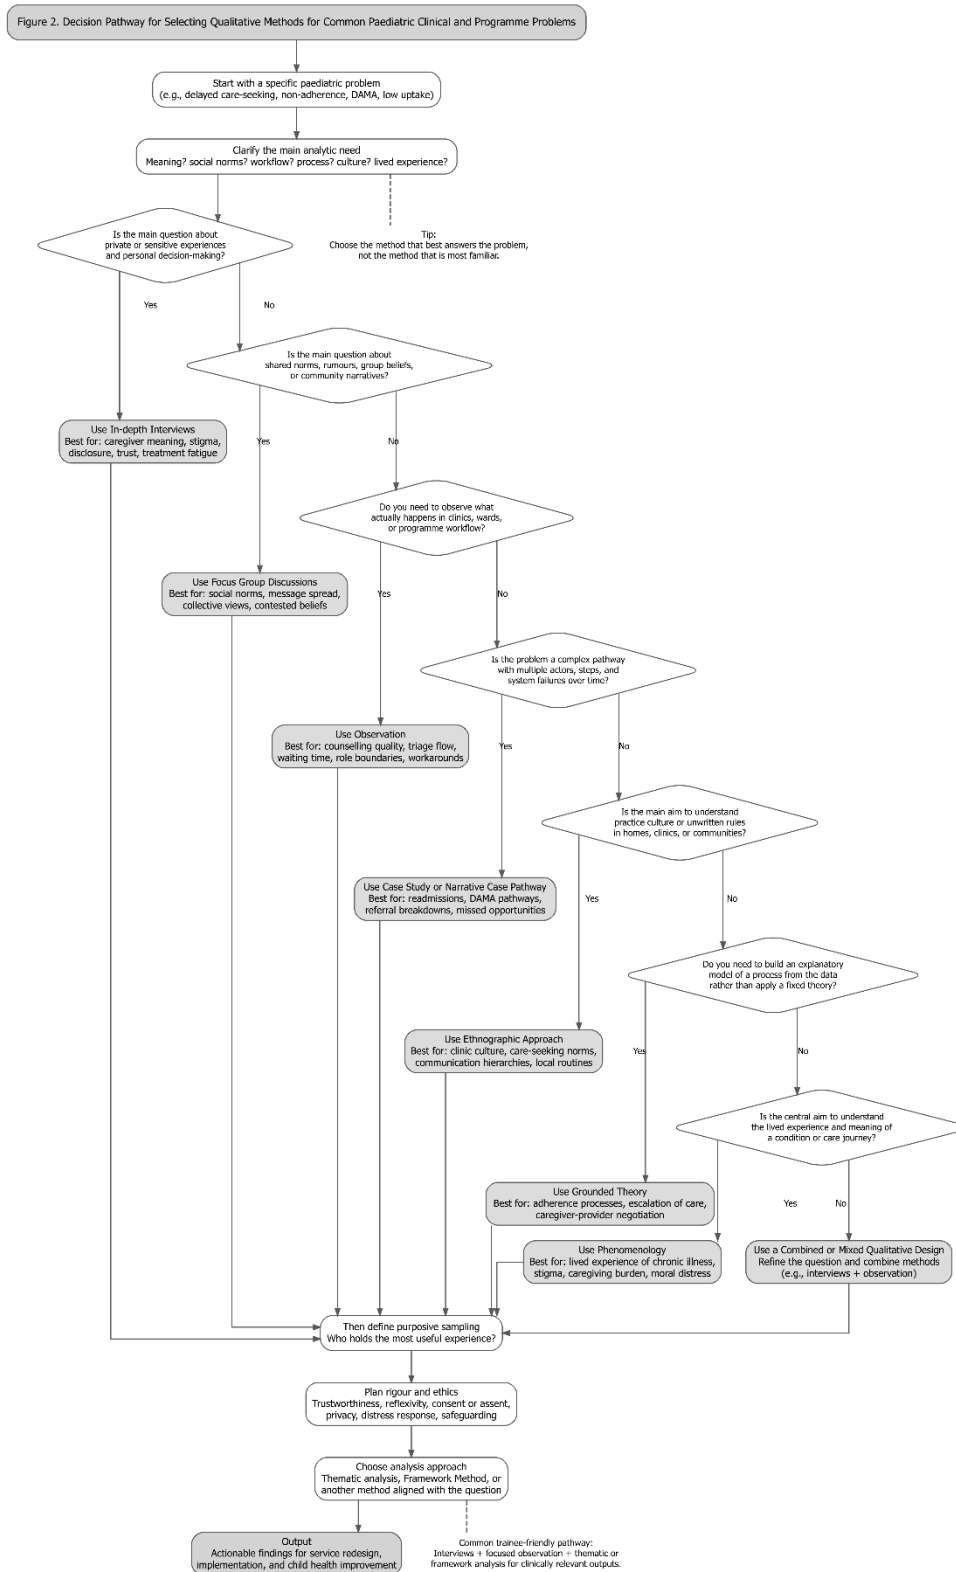 Figure 2. Decision Pathway for Selecting Qualitative Methods for Common Paediatric Clinical and Programme Problems
Start with a specific paediatric problem
(e.g., delayed care-seeking, non-adherence, DAMA, low uptake)
Clarify the main analytic need
Meaning? social norms? workflow? process? culture? lived experience?
Is the main question about
private or sensitive experiences
and personal decision-making?
Tip:
Choose the method that best answers the problem,
not the method that is most familiar.
Yes
No
Is the main question about
shared norms, rumours, group beliefs,
or community narratives?
Use In-depth Interviews
Best for: caregiver meaning, stigma,
disclosure, trust, treatment fatigue
Yes
No
Do you need to observe what
actually happens in clinics, wards,
or programme workflow?
Use Focus Group Discussions
Best for: social norms, message spread,
collective views, contested beliefs
Yes
No
Is the problem a complex pathway
with multiple actors, steps, and
system failures over time?
Use Observation
Best for: counselling quality, triage flow,
waiting time, role boundaries, workarounds
Yes
No
Is the main aim to understand
practice culture or unwritten rules
in homes, clinics, or communities?
Use Case Study or Narrative Case Pathway
Best for: readmissions, DAMA pathways,
referral breakdowns, missed opportunities
Yes
No
Do you need to build an explanatory
model of a process from the data
rather than apply a fixed theory?
Use Ethnographic Approach
Best for: clinic culture, care-seeking norms,
communication hierarchies, local routines
Yes
No
Is the central aim to understand
the lived experience and meaning of
a condition or care journey?
Use Grounded Theory
Best for: adherence processes, escalation of care,
caregiver-provider negotiation
Yes
No
Use Phenomenology
Best for: lived experience of chronic illness,
stigma, caregiving burden, moral distress
Use a Combined or Mixed Qualitative Design
Refine the question and combine methods
(e.g., interviews + observation)
Then define purposive sampling
Who holds the most useful experience?
Plan rigour and ethics
Trustworthiness, reflexivity, consent or assent,
privacy, distress response, safeguarding
Choose analysis approach
Thematic analysis, Framework Method, or
another method aligned with the question
Output
Actionable findings for service redesign,
implementation, and child health improvement
Common trainee-friendly pathway:
Interviews + focused observation + thematic or
framework analysis for clinically relevant outputs.